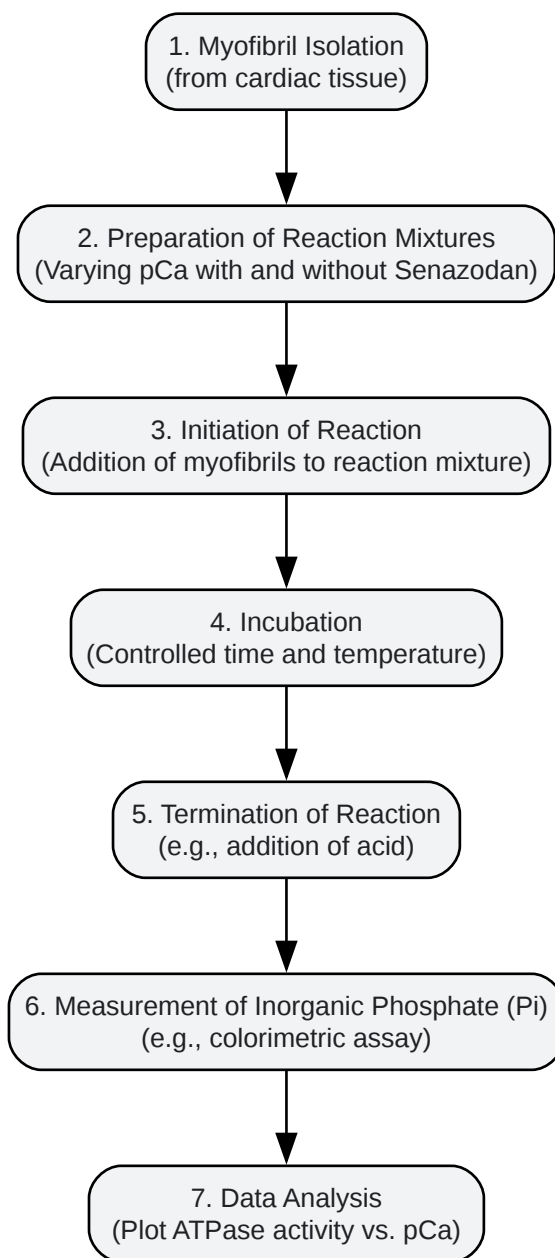 1. Myofibril Isolation
(from cardiac tissue)
2. Preparation of Reaction Mixtures
(Varying pCa with and without Senazodan)
3. Initiation of Reaction
(Addition of myofibrils to reaction mixture)
4. Incubation
(Controlled time and temperature)
5. Termination of Reaction
(e.g., addition of acid)
6. Measurement of Inorganic Phosphate (Pi)
(e.g., colorimetric assay)
7. Data Analysis
(Plot ATPase activity vs. pCa)